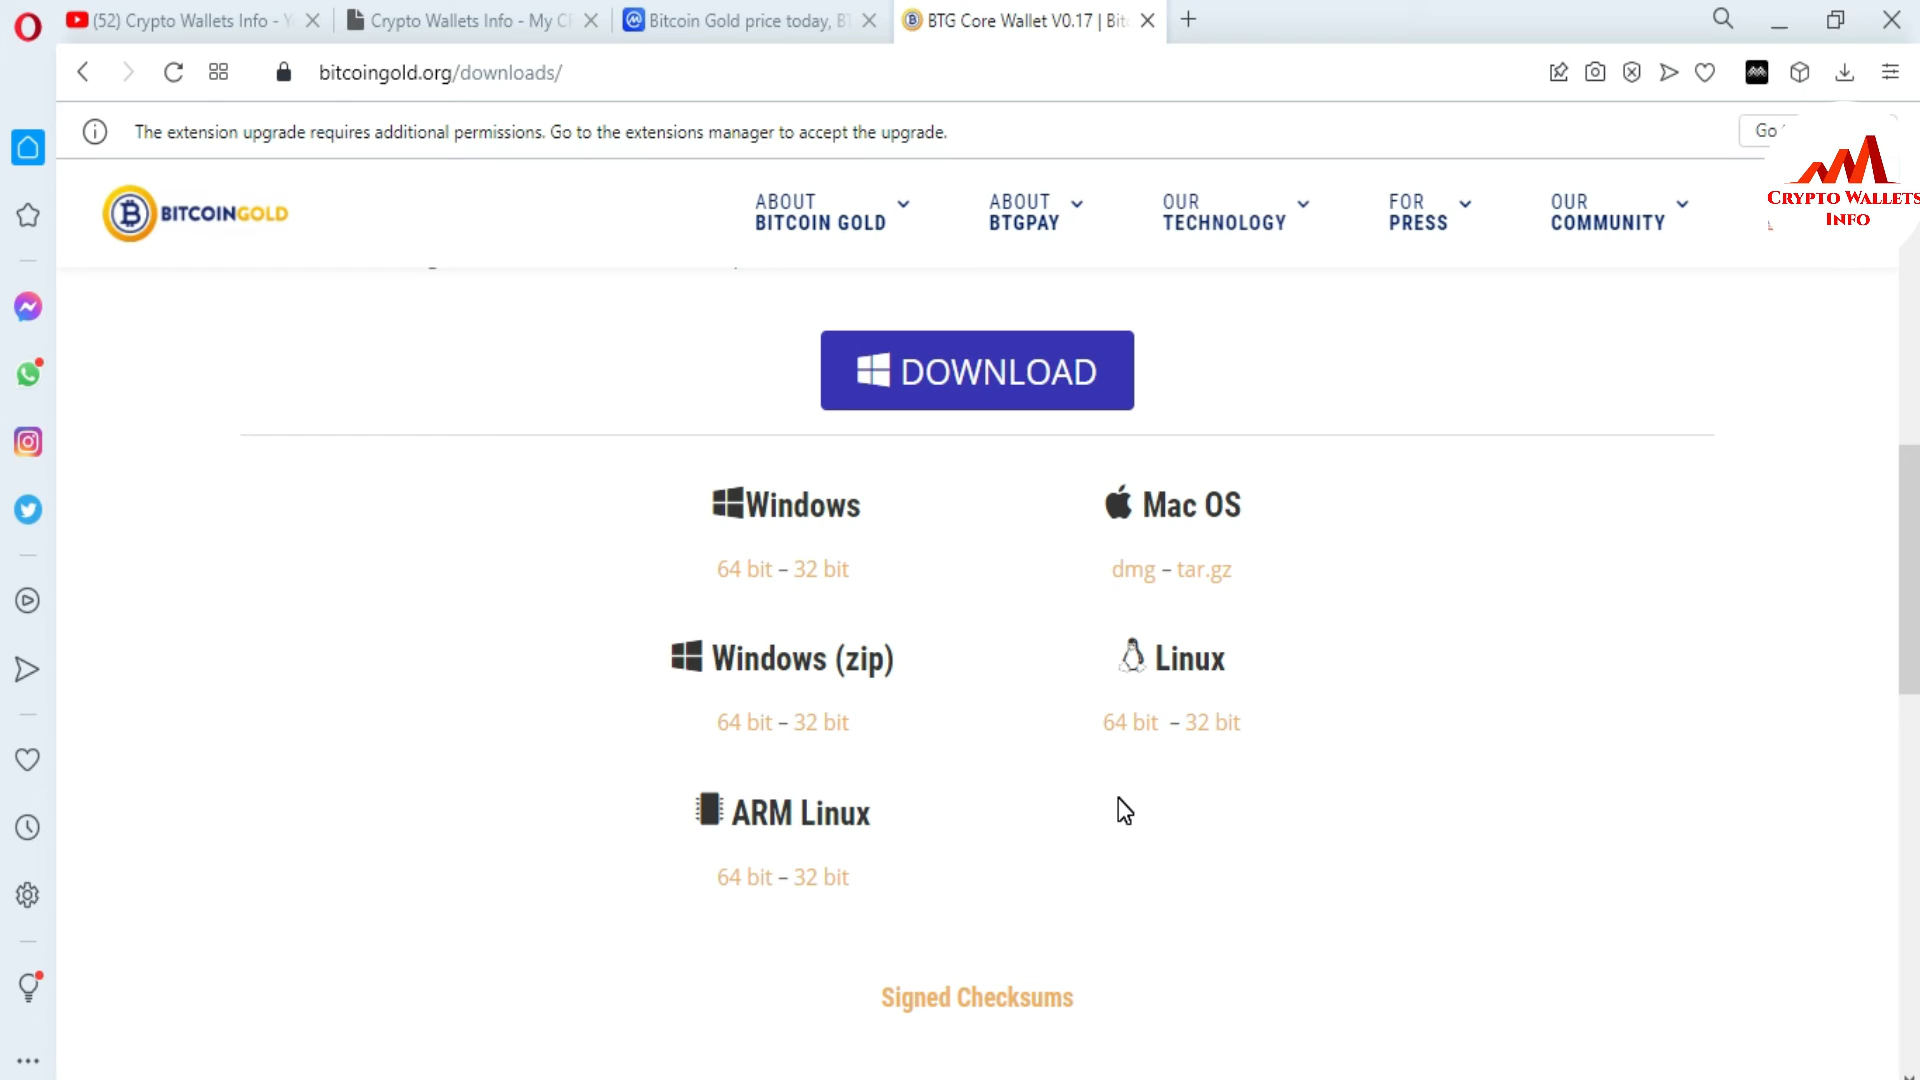 (52) Crypto Wallets Info - Y
Crypto Wallets Info - My C
Bitcoin Gold price today, B
BTG Core Wallet V0.17 | Bit
bitcoingold.org/downloads/
The extension upgrade requires additional permissions. Go to the extensions manager to accept the upgrade.
Go
CRYPTO WALLETS
INFO
BITCOINGOLD
ABOUT
BITCOIN GOLD
ABOUT
BTGPAY
OUR
TECHNOLOGY
FOR
PRESS
OUR
COMMUNITY
DOWNLOAD
Windows
64 bit – 32 bit
Mac OS
dmg – tar.gz
Windows (zip)
64 bit – 32 bit
Linux
64 bit – 32 bit
ARM Linux
64 bit – 32 bit
Signed Checksums